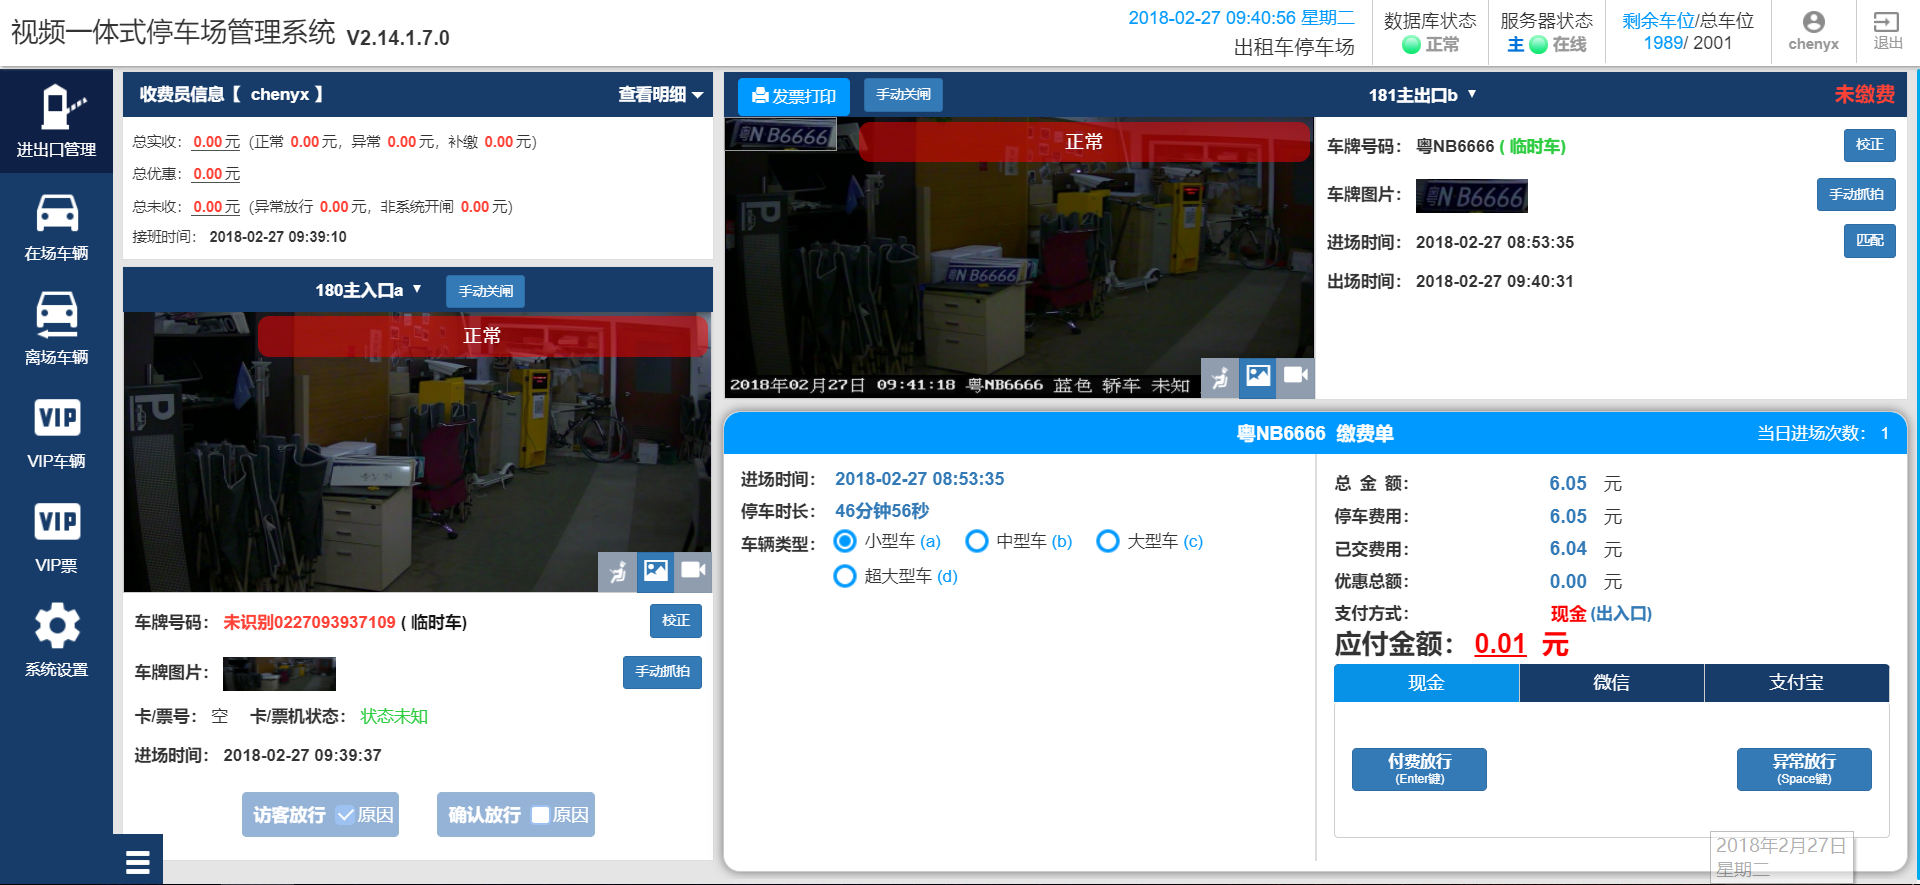 视频一体式停车场管理系统 V2.14.1.7.0
2018-02-27 09:40:56 星期二
出租车停车场
数据库状态
正常
服务器状态
主 在线
剩余车位/总车位
1989/ 2001
chenyx
退出
进出口管理
在场车辆
离场车辆
VIP
VIP车辆
VIP
VIP票
系统设置
收费员信息【 chenyx 】 查看明细
总实收： 0.00元 (正常 0.00元，异常 0.00元，补缴 0.00元)
总优惠： 0.00元
总未收： 0.00元 (异常放行 0.00元，非系统开闸 0.00元)
接班时间： 2018-02-27 09:39:10
180主入口a 手动关闸
正常
P
车牌号码： 未识别0227093937109 ( 临时车) 校正
车牌图片： 手动抓拍
卡/票号： 空 卡/票机状态： 状态未知
进场时间： 2018-02-27 09:39:37
访客放行 原因 确认放行 原因
发票打印 手动关闸 181主出口b 未缴费
粤N B6666
正常
P
粤N B6666
2018年02月27日 09:41:18 粤NB6666 蓝色 轿车 未知
车牌号码： 粤NB6666 ( 临时车) 校正
车牌图片： 粤N B6666 手动抓拍
进场时间： 2018-02-27 08:53:35 匹配
出场时间： 2018-02-27 09:40:31
粤NB6666 缴费单 当日进场次数： 1
进场时间： 2018-02-27 08:53:35
停车时长： 46分钟56秒
车辆类型： 小型车 (a) 中型车 (b) 大型车 (c)
超大型车 (d)
总 金 额： 6.05 元
停车费用： 6.05 元
已交费用： 6.04 元
优惠总额： 0.00 元
支付方式： 现金 (出入口)
应付金额： 0.01 元
现金 微信 支付宝
付费放行
(Enter键)
异常放行
(Space键)
2018年2月27日
星期二